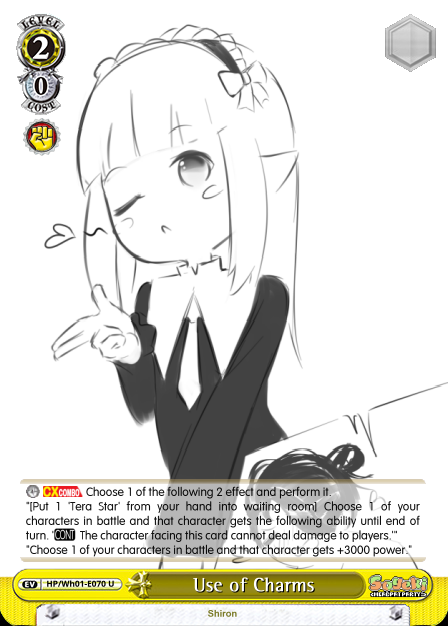 LEVEL
2
0
COST
CX COMBO Choose 1 of the following 2 effect and perform it.
"[Put 1 'Tera Star' from your hand into waiting room] Choose 1 of your
characters in battle and that character gets the following ability until end
of turn. 'CONT The character facing this card cannot deal damage to players.'"
"Choose 1 of your characters in battle and that character gets +3000 power."
EV HP/Wh01-E070 U Use of Charms
Shiron